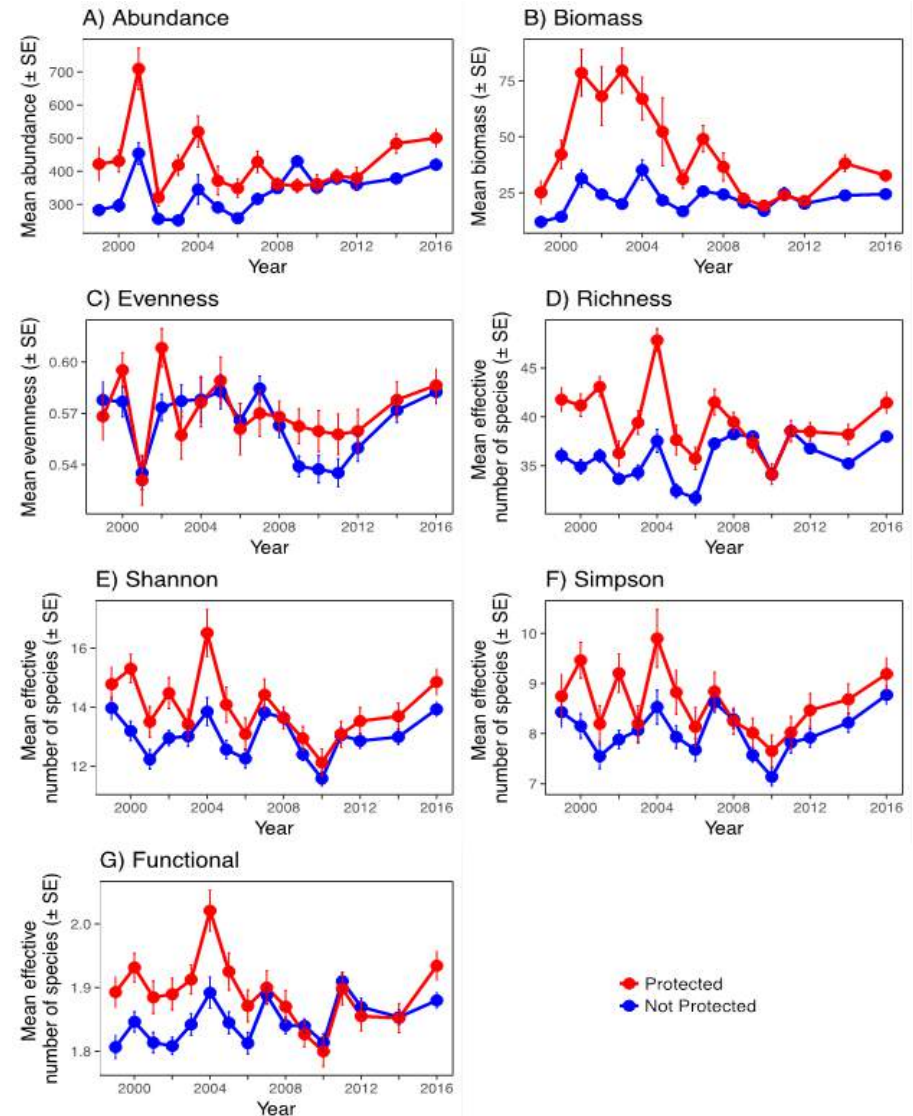 A) Abundance
Mean abundance (± SE)
700
600
500
400
300
2000
2004
2008
2012
2016
Year
B) Biomass
Mean biomass (± SE)
75
50
25
2000
2004
2008
2012
2016
Year
C) Evenness
Mean evennness (± SE)
0.60
0.57
0.54
2000
2004
2008
2012
2016
Year
D) Richness
Mean effective
number of species (± SE)
45
40
35
2000
2004
2008
2012
2016
Year
E) Shannon
Mean effective
number of species (± SE)
16
14
12
2000
2004
2008
2012
2016
Year
F) Simpson
Mean effective
number of species (± SE)
10
9
8
7
2000
2004
2008
2012
2016
Year
G) Functional
Mean effective
number of species (± SE)
2.0
1.9
1.8
2000
2004
2008
2012
2016
Year
Protected
Not Protected